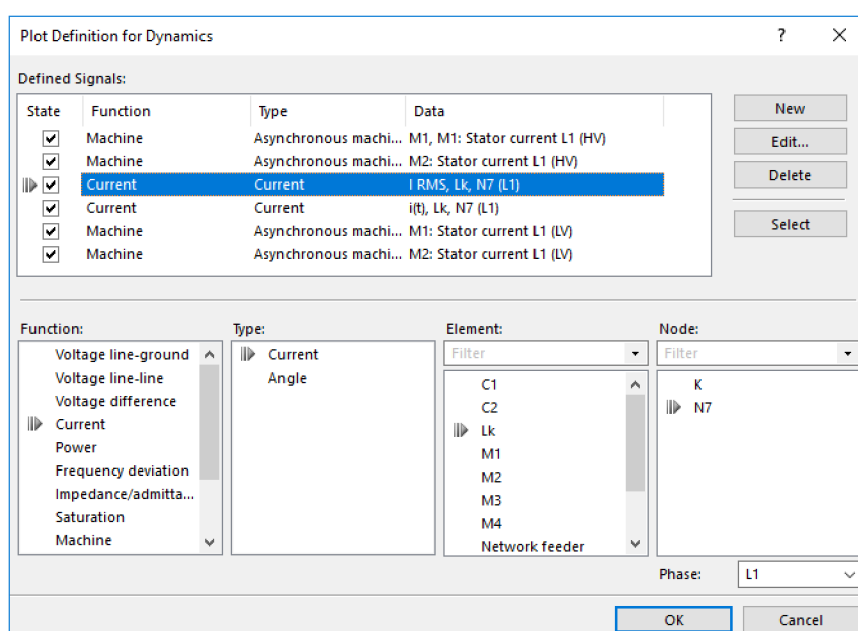 Plot Definition for Dynamics ?
Defined Signals:
State Function Type Data
Machine Asynchronous machi... M1, M1: Stator current L1 (HV)
Machine Asynchronous machi... M2: Stator current L1 (HV)
Current Current I RMS, Lk, N7 (L1)
Current Current i(t), Lk, N7 (L1)
Machine Asynchronous machi... M1: Stator current L1 (LV)
Machine Asynchronous machi... M2: Stator current L1 (LV)
New
Edit...
Delete
Select
Function:
Voltage line-ground
Voltage line-line
Voltage difference
Current
Power
Frequency deviation
Impedance/admitta...
Saturation
Machine
Type:
Current
Angle
Element:
Filter
C1
C2
Lk
M1
M2
M3
M4
Network feeder
Node:
Filter
K
N7
Phase: L1
OK Cancel